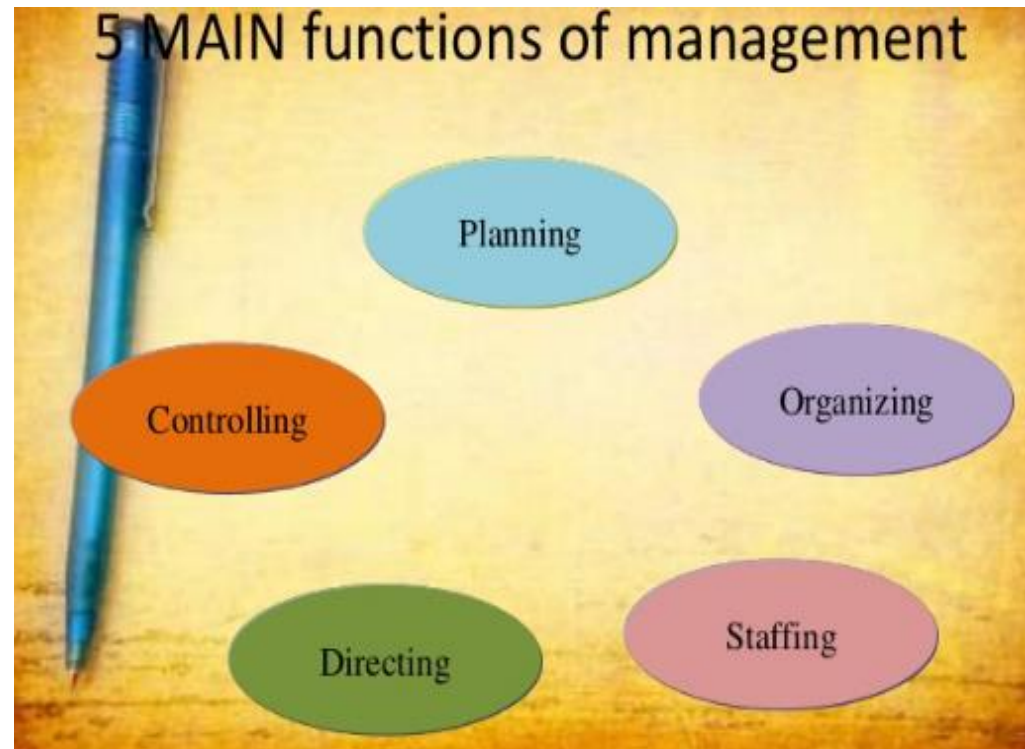 5 MAIN functions of management
Planning
Organizing
Staffing
Directing
Controlling